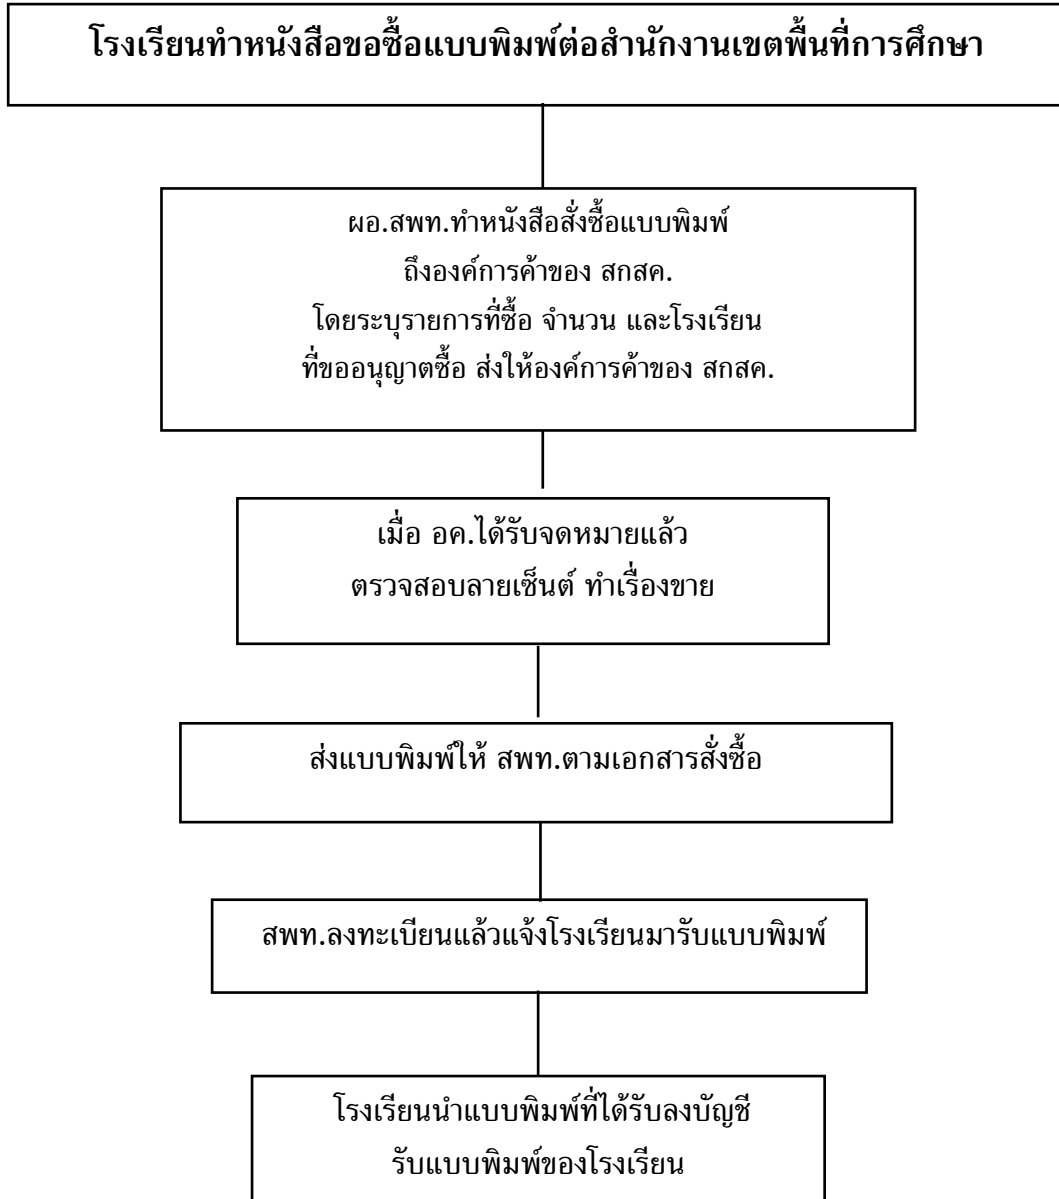 โรงเรียนทำหนังสือขอซื้อแบบพิมพ์ต่อสำนักงานเขตพื้นที่การศึกษา
ผอ.สพท.ทำหนังสือสั่งซื้อแบบพิมพ์
ถึงองค์การค้าของ สกสค.
โดยระบุรายการที่ซื้อ จำนวน และโรงเรียน
ที่ขออนุญาตซื้อ ส่งให้องค์การค้าของ สกสค.
เมื่อ อค.ได้รับจดหมายแล้ว
ตรวจสอบลายเซ็นต์ ทำเรื่องขาย
ส่งแบบพิมพ์ให้ สพท.ตามเอกสารสั่งซื้อ
สพท.ลงทะเบียนแล้วแจ้งโรงเรียนมารับแบบพิมพ์
โรงเรียนนำแบบพิมพ์ที่ได้รับลงบัญชี
รับแบบพิมพ์ของโรงเรียน